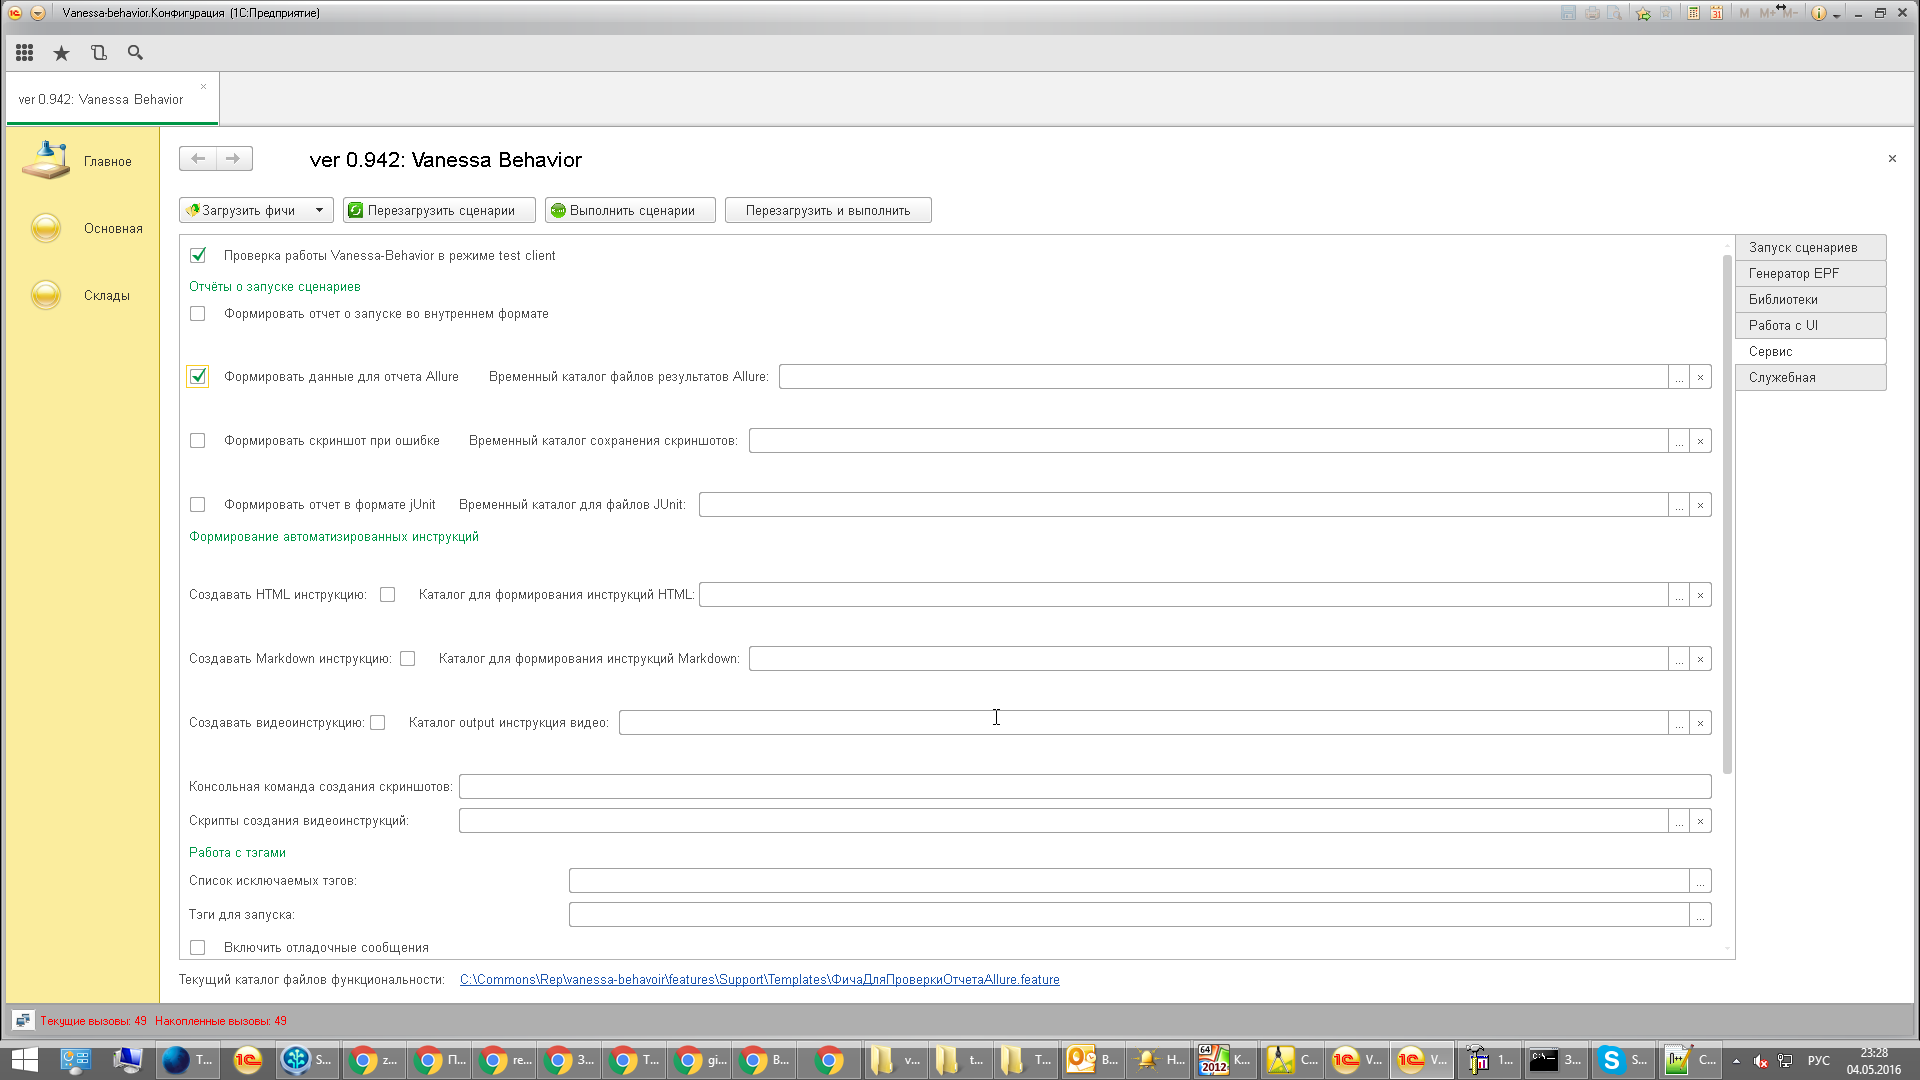 Vanessa-behavior.Конфигурация (1С:Предприятие)
M M+ M-
ver 0.942: Vanessa Behavior
Главное
Основная
Склады
ver 0.942: Vanessa Behavior
Загрузить фичи
Перезагрузить сценарии
Выполнить сценарии
Перезагрузить и выполнить
Проверка работы Vanessa-Behavior в режиме test client
Отчёты о запуске сценариев
Формировать отчет о запуске во внутреннем формате
Формировать данные для отчета Allure Временный каталог файлов результатов Allure:
Формировать скриншот при ошибке Временный каталог сохранения скриншотов:
Формировать отчет в формате jUnit Временный каталог для файлов JUnit:
Формирование автоматизированных инструкций
Создавать HTML инструкцию: Каталог для формирования инструкций HTML:
Создавать Markdown инструкцию: Каталог для формирования инструкций Markdown:
Создавать видеоинструкцию: Каталог output инструкция видео:
Консольная команда создания скриншотов:
Скрипты создания видеоинструкций:
Работа с тэгами
Список исключаемых тэгов:
Тэги для запуска:
Включить отладочные сообщения
Запуск сценариев
Генератор EPF
Библиотеки
Работа с UI
Сервис
Служебная
Текущий каталог файлов функциональности: C:\Commons\Rep\vanessa-behavoir\features\Support\Templates\ФичаДляПроверкиОтчетаAllure.feature
Текущие вызовы: 49 Накопленные вызовы: 49
Т... S... z... П... re... З... Т... gi... В... v... t... Т... В... Н... К... С... V... V... 1... З... S... С...
РУС
23:28
04.05.2016